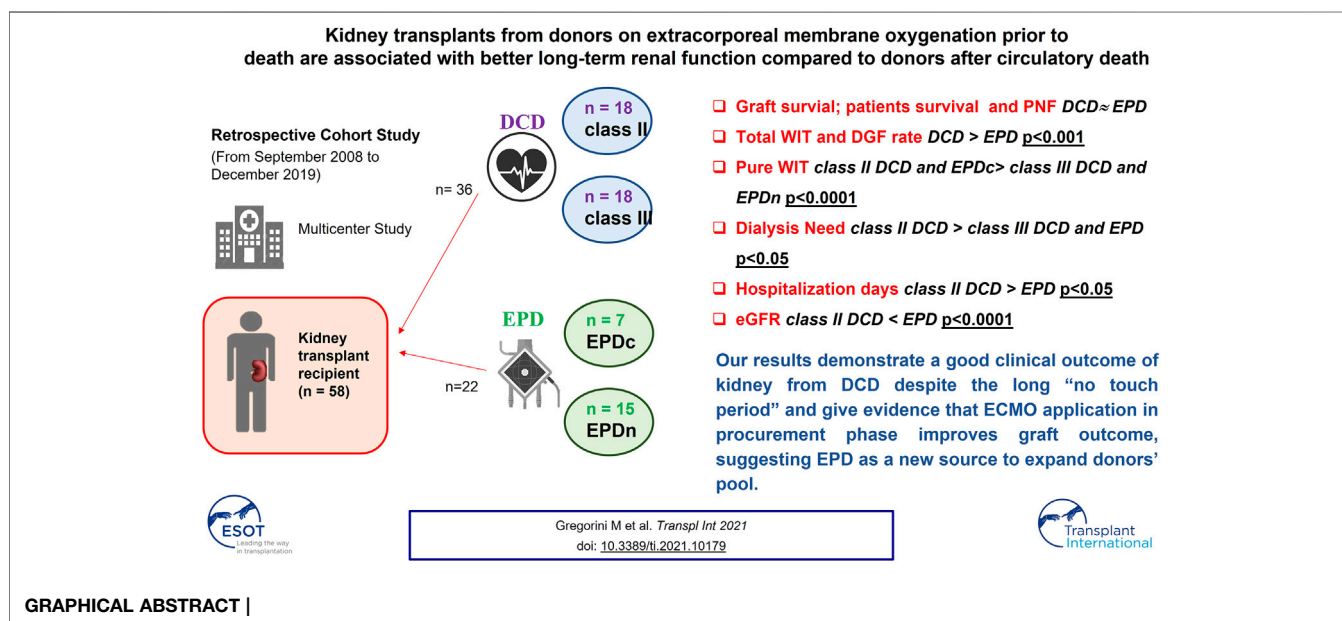 Kidney transplants from donors on extracorporeal membrane oxygenation prior to
death are associated with better long-term renal function compared to donors after circulatory death
Retrospective Cohort Study
(From September 2008 to
December 2019)
Multicenter Study
Kidney
transplant
recipient
(n = 58)
n= 36
n=22
DCD
n = 18
class II
n = 18
class III
EPD
n = 7
EPDc
n = 15
EPDn
❑ Graft survial; patients survival and PNF DCD≈ EPD
❑ Total WIT and DGF rate DCD > EPD p<0.001
❑ Pure WIT class II DCD and EPDc> class III DCD and
EPDn p<0.0001
❑ Dialysis Need class II DCD > class III DCD and EPD
p<0.05
❑ Hospitalization days class II DCD > EPD p<0.05
❑ eGFR class II DCD < EPD p<0.0001
Our results demonstrate a good clinical outcome of
kidney from DCD despite the long “no touch
period” and give evidence that ECMO application in
procurement phase improves graft outcome,
suggesting EPD as a new source to expand donors’
pool.
ESOT
Leading the way
in transplantation
Gregorini M et al. Transpl Int 2021
doi: 10.3389/ti.2021.10179
Transplant
International
GRAPHICAL ABSTRACT |